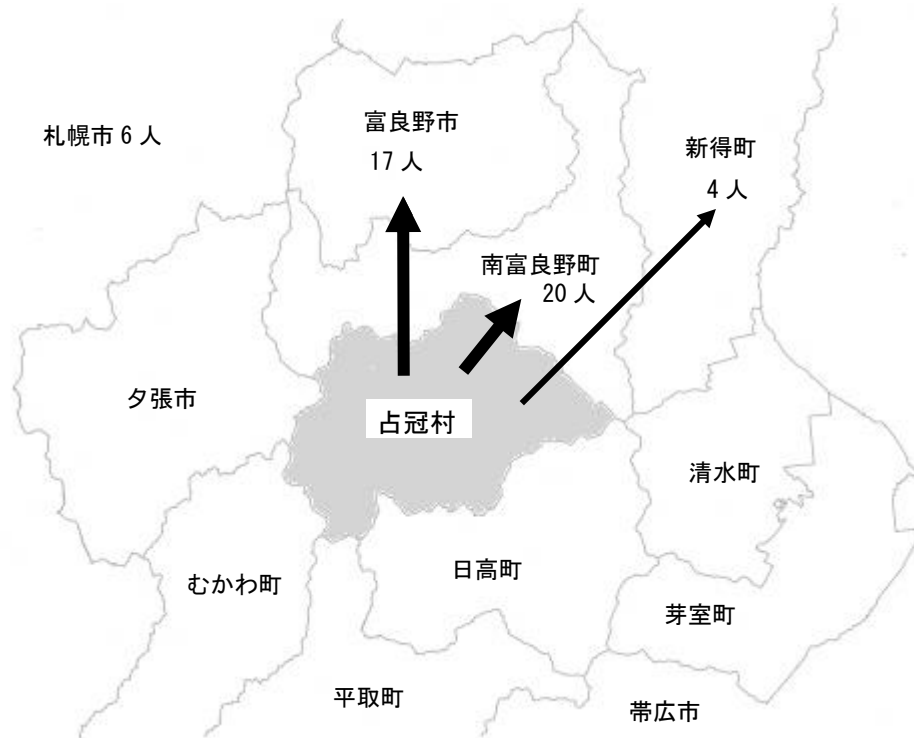 富良野市
17 人
札幌市 6 人
新得町
4 人
南富良野町
20 人
夕張市
占冠村
清水町
日高町
むかわ町
芽室町
平取町
帯広市